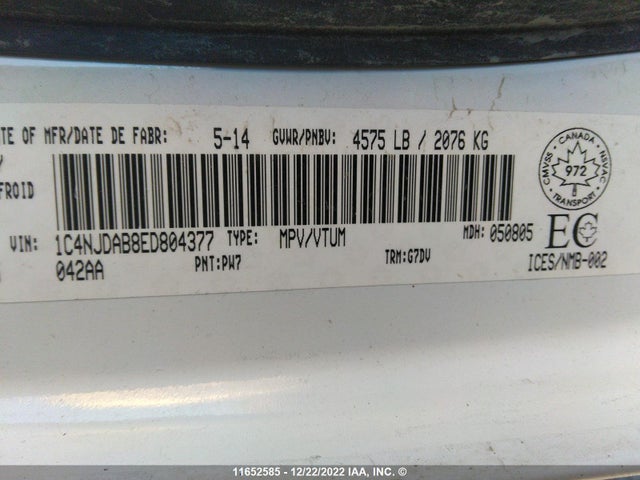 TE OF MFR/DATE DE FABR: 5-14 GVWR/PNBV: 4575 LB / 2076 KG
FROID
VIN: 1C4NJDAB8ED804377 TYPE: MPV/VTUM MDH: 050805
042AA PNT:PW7 TRM:G7DV
CANADA
CMVSS 972 NSVAC
TRANSPORT
EC
ICES/NMB-002
11652585 - 12/22/2022 IAA, INC. ©